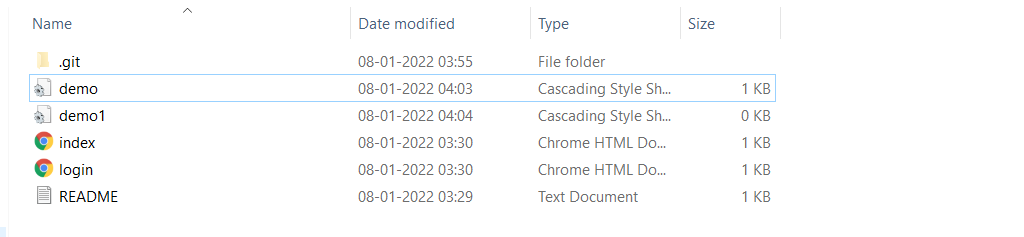 Name Date modified Type Size
.git 08-01-2022 03:55 File folder
demo 08-01-2022 04:03 Cascading Style Sh... 1 KB
demo1 08-01-2022 04:04 Cascading Style Sh... 0 KB
index 08-01-2022 03:30 Chrome HTML Do... 1 KB
login 08-01-2022 03:30 Chrome HTML Do... 1 KB
README 08-01-2022 03:29 Text Document 1 KB